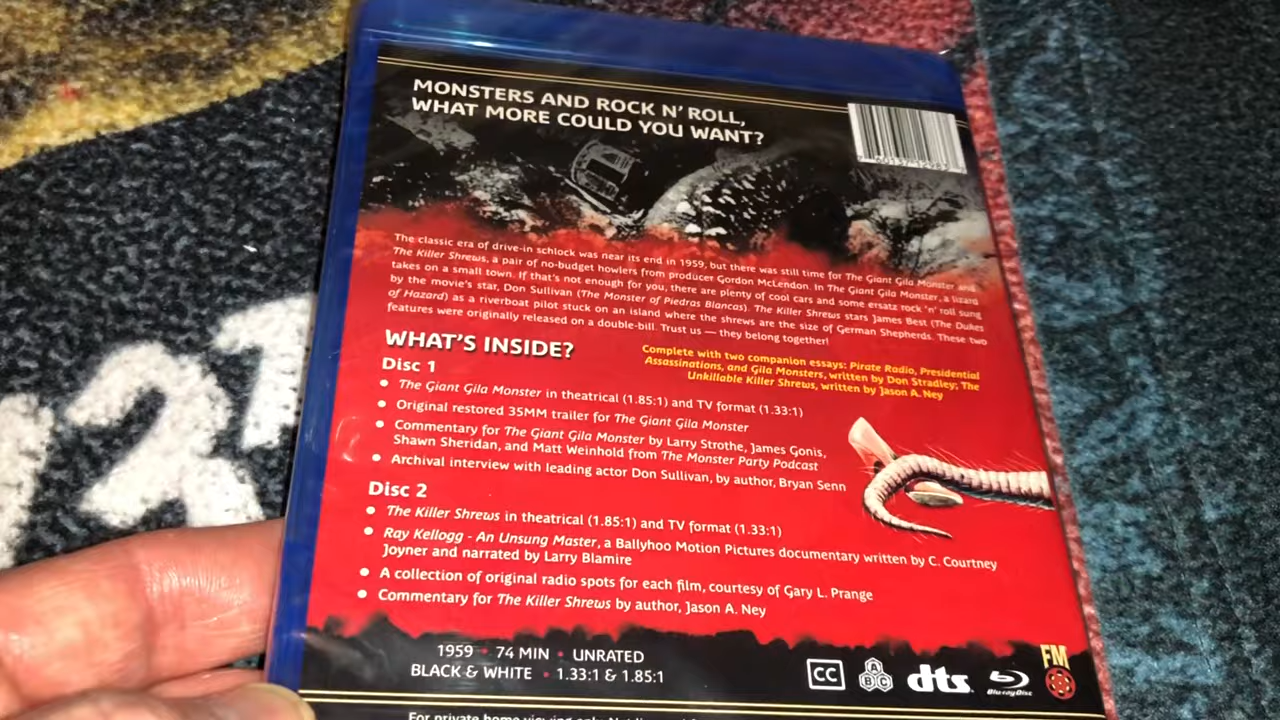 MONSTERS AND ROCK N' ROLL,
WHAT MORE COULD YOU WANT?
The classic era of drive-in schlock was near its end in 1959, but there was still time for The Giant Gila Monster and
The Killer Shrews, a pair of no-budget howlers from producer Gordon McLendon. In The Giant Gila Monster, a lizard
takes on a small town. If that's not enough for you, there are plenty of cool cars and some ersatz rock 'n' roll sung
by the movie's star, Don Sullivan (The Monster of Piedras Blancas). The Killer Shrews stars James Best (The Dukes
of Hazard) as a riverboat pilot stuck on an island where the shrews are the size of German Shepherds. These two
features were originally released on a double-bill. Trust us — they belong together!
WHAT'S INSIDE?
Complete with two companion essays: Pirate Radio, Presidential
Assassinations, and Gila Monsters, written by Don Stradley; The
Unkillable Killer Shrews, written by Jason A. Ney
Disc 1
• The Giant Gila Monster in theatrical (1.85:1) and TV format (1.33:1)
• Original restored 35MM trailer for The Giant Gila Monster
• Commentary for The Giant Gila Monster by Larry Strothe, James Gonis,
Shawn Sheridan, and Matt Weinhold from The Monster Party Podcast
• Archival interview with leading actor Don Sullivan, by author, Bryan Senn
Disc 2
• The Killer Shrews in theatrical (1.85:1) and TV format (1.33:1)
• Ray Kellogg - An Unsung Master, a Ballyhoo Motion Pictures documentary written by C. Courtney
Joyner and narrated by Larry Blamire
• A collection of original radio spots for each film, courtesy of Gary L. Prange
• Commentary for The Killer Shrews by author, Jason A. Ney
1959 • 74 MIN • UNRATED
BLACK & WHITE • 1.33:1 & 1.85:1
CC
A B C
dts
Blu-ray Disc
FM
For private home viewing only.